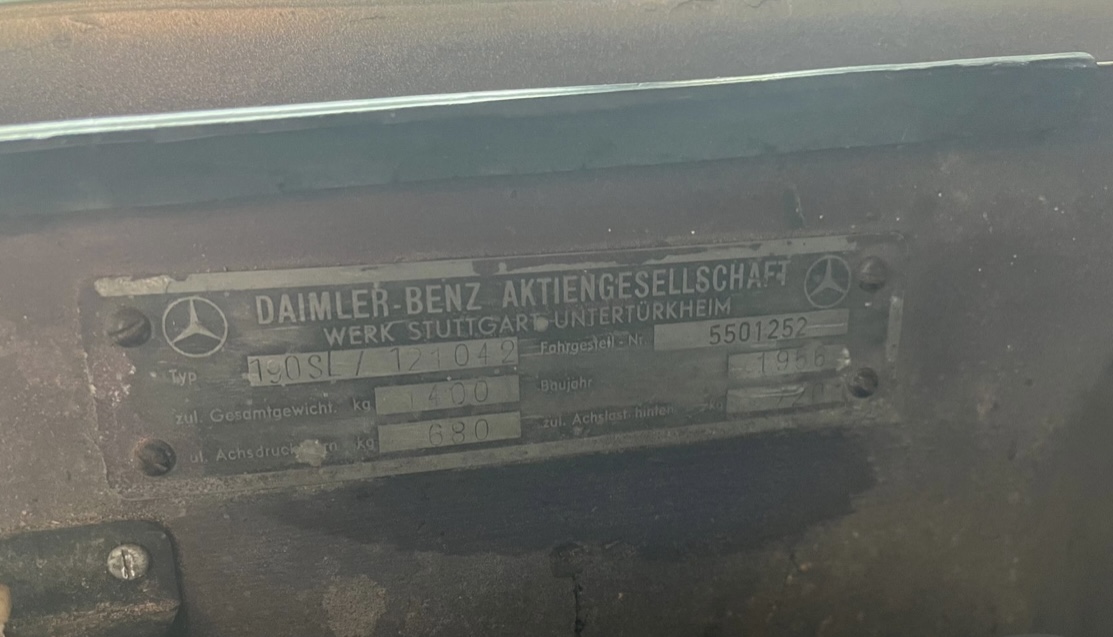 DAIMLER-BENZ AKTIENGESELLSCHAFT
WERK STUTTGART-UNTERTÜRKHEIM
Typ 190SL / 121042 Fahrgestell-Nr 5501252
zul. Gesamtgewicht. kg 1400 Baujahr 1956
Achsdruck kg 680 zul. Achslast hinten kg